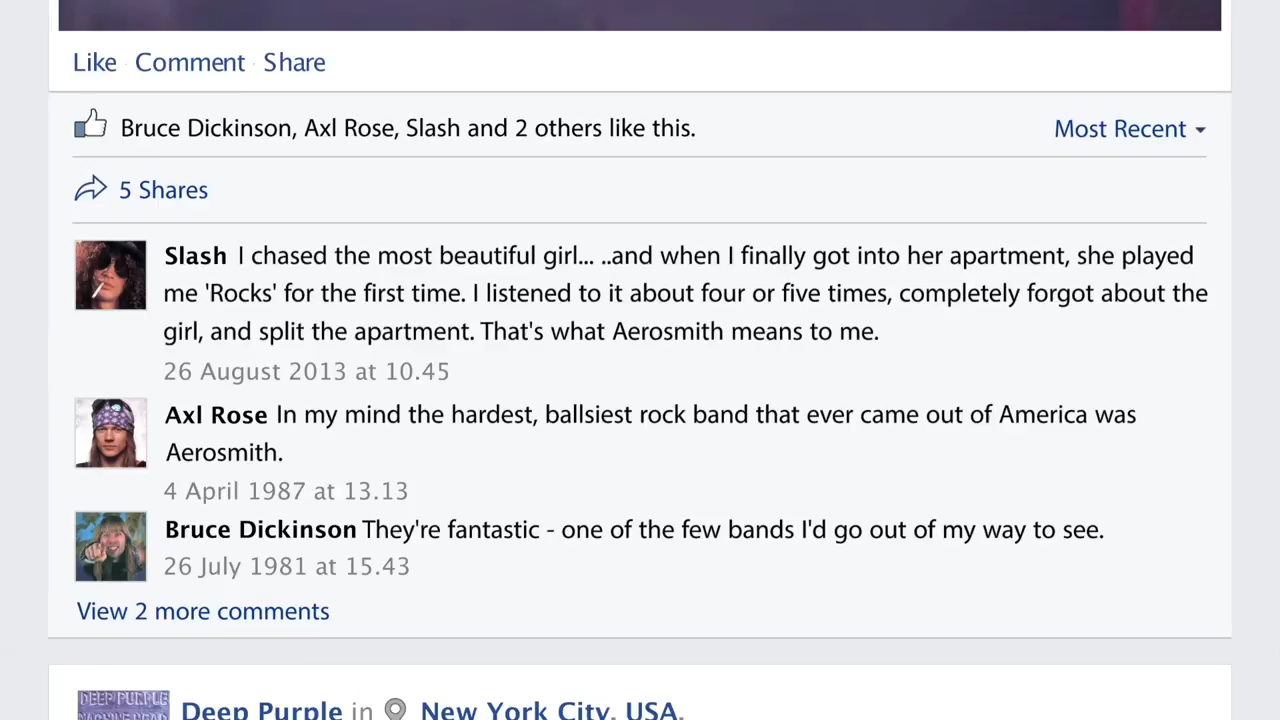 Like · Comment · Share
Bruce Dickinson, Axl Rose, Slash and 2 others like this.
Most Recent
5 Shares
Slash I chased the most beautiful girl... ..and when I finally got into her apartment, she played
me 'Rocks' for the first time. I listened to it about four or five times, completely forgot about the
girl, and split the apartment. That's what Aerosmith means to me.
26 August 2013 at 10.45
Axl Rose In my mind the hardest, ballsiest rock band that ever came out of America was
Aerosmith.
4 April 1987 at 13.13
Bruce Dickinson They're fantastic - one of the few bands I'd go out of my way to see.
26 July 1981 at 15.43
View 2 more comments
DEEP PURPLE
MACHINE HEAD
Deep Purple in New York City, USA.